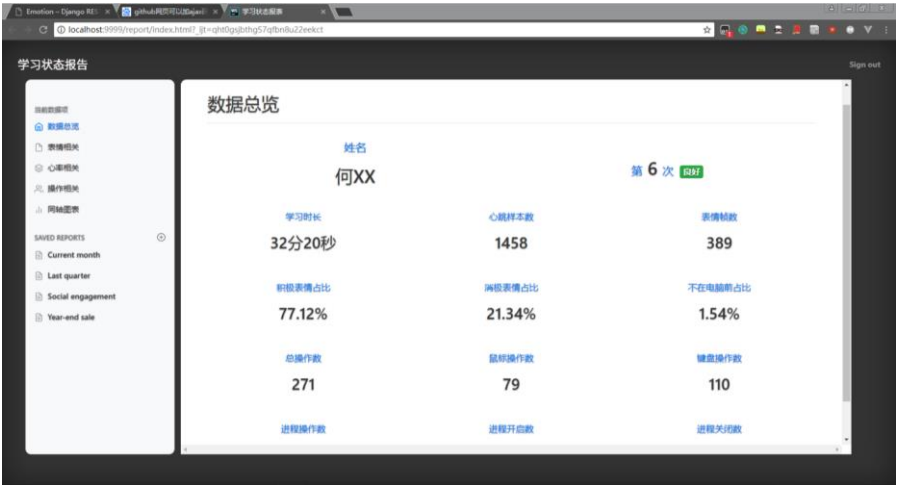 Emotion – Django RES
github网页可以加ajax
学习状态报表
localhost:9999/report/index.html?_ijt=qht0gsjbthg57qfbn8u22eekct
学习状态报告
Sign out
当前数据项
数据总览
表情相关
心率相关
操作相关
同轴图表
SAVED REPORTS
Current month
Last quarter
Social engagement
Year-end sale
数据总览
姓名
何XX
第 6 次 良好
学习时长 心跳样本数 表情帧数
32分20秒 1458 389
积极表情占比 消极表情占比 不在电脑前占比
77.12% 21.34% 1.54%
总操作数 鼠标操作数 键盘操作数
271 79 110
进程操作数 进程开启数 进程关闭数